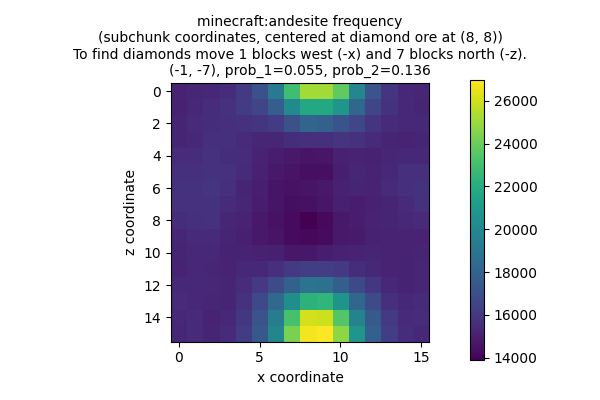 minecraft:andesite frequency
(subchunk coordinates, centered at diamond ore at (8, 8))
To find diamonds move 1 blocks west (-x) and 7 blocks north (-z).
(-1, -7), prob_1=0.055, prob_2=0.136
0
2
4
6
8
10
12
14
z coordinate
0 5 10 15
x coordinate
26000
24000
22000
20000
18000
16000
14000